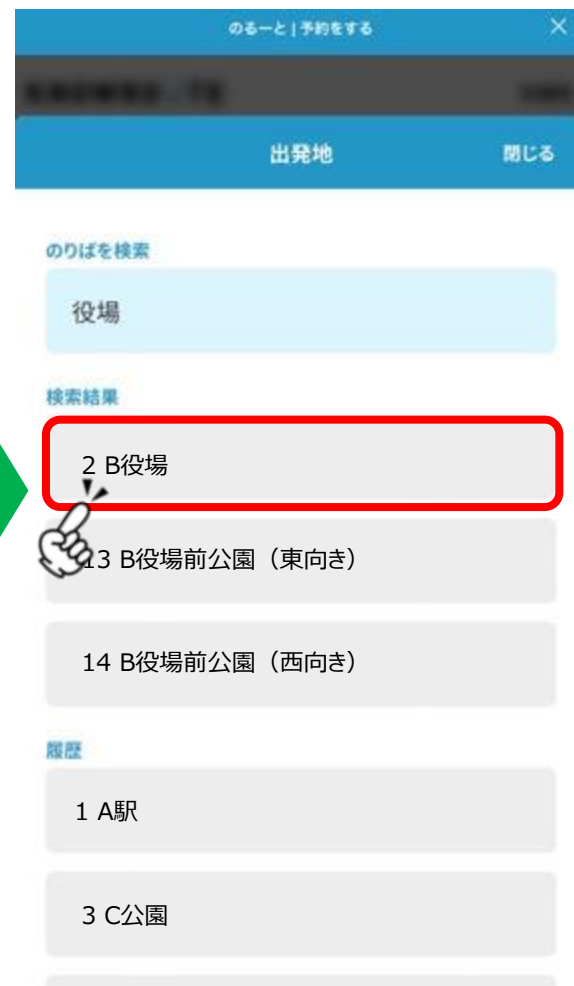 のるーと|予約をする
出発地
閉じる
のりばを検索
役場
検索結果
2 B役場
13 B役場前公園（東向き）
14 B役場前公園（西向き）
履歴
1 A駅
3 C公園